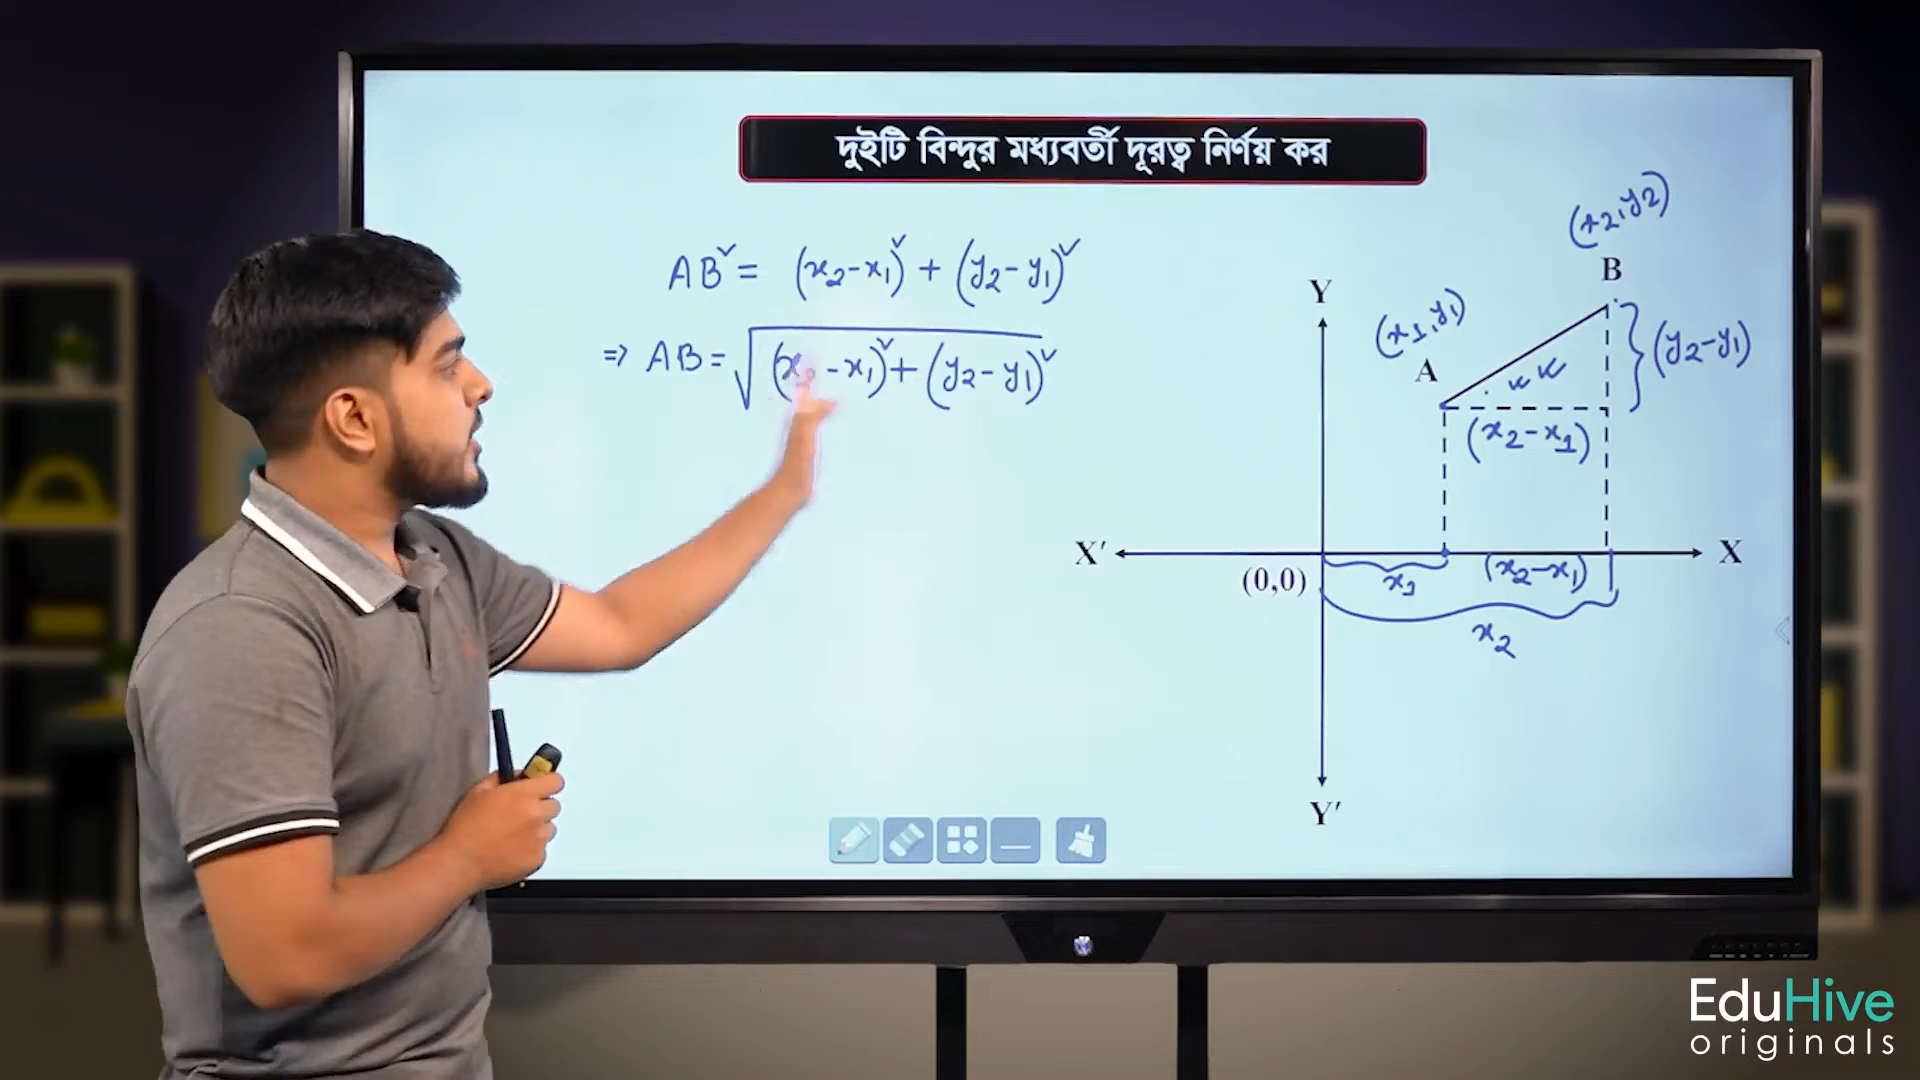 দুইটি বিন্দুর মধ্যবর্তী দূরত্ব নির্ণয় কর
AB² = (x₂-x₁)² + (y₂-y₁)²
⇒ AB = √(x₂-x₁)² + (y₂-y₁)²
(x₂,y₂)
B
Y
(x₁,y₁)
A
(y₂-y₁)
(x₂-x₁)
X'
X
(0,0)
x₁
(x₂-x₁)
x₂
Y'
EduHive
originals